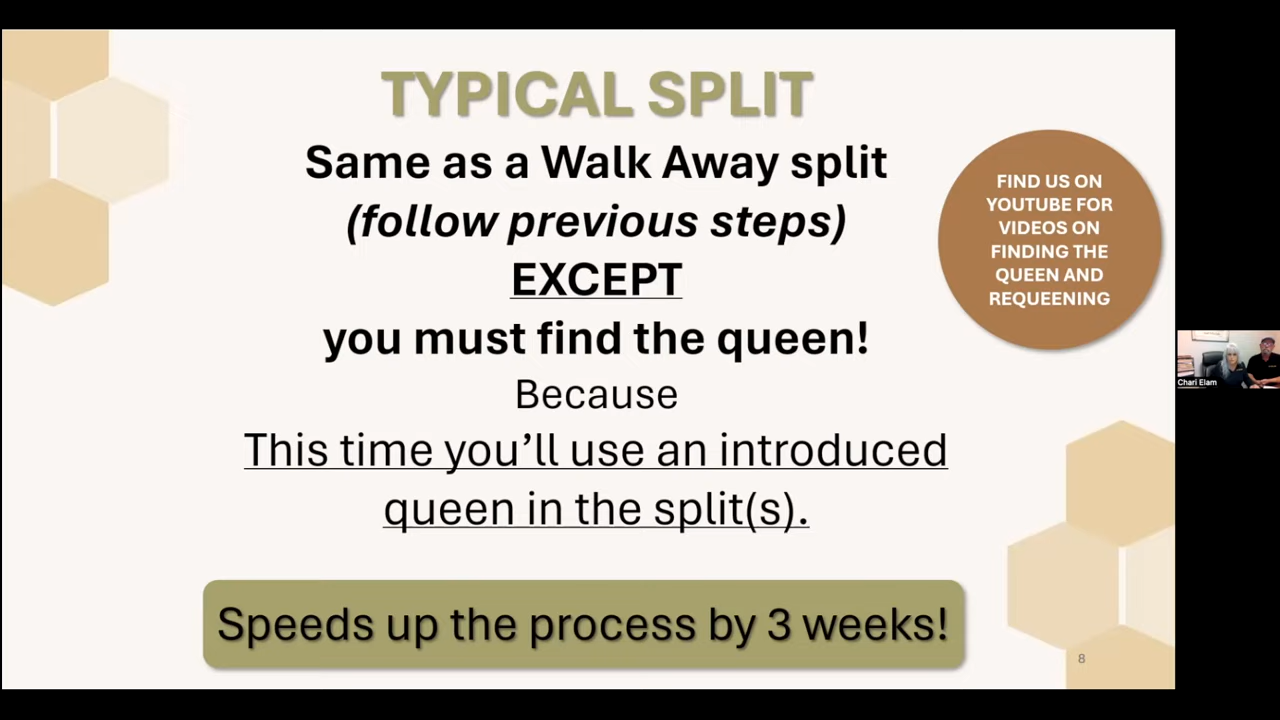 TYPICAL SPLIT
Same as a Walk Away split
(follow previous steps)
EXCEPT
you must find the queen!
Because
This time you’ll use an introduced
queen in the split(s).
Speeds up the process by 3 weeks!
FIND US ON
YOUTUBE FOR
VIDEOS ON
FINDING THE
QUEEN AND
REQUEENING
8
Chari Elam